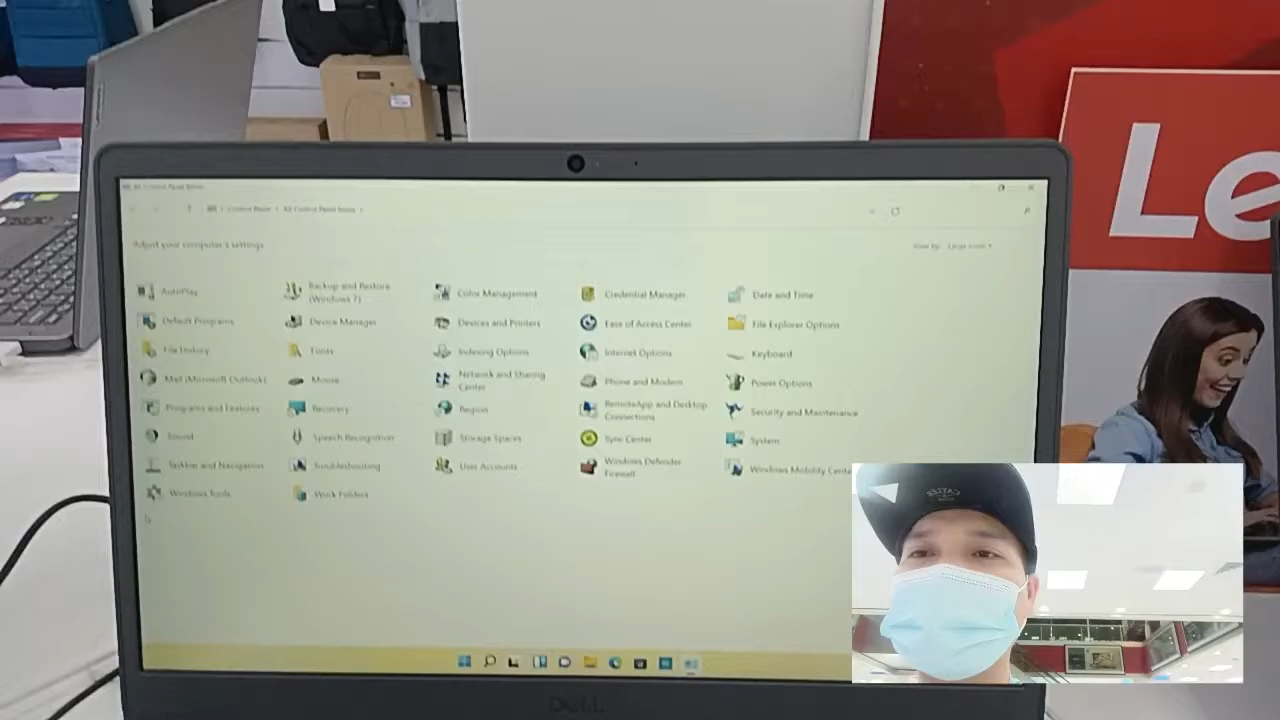 Le
All Control Panel Items
Control Panel > All Control Panel Items >
Adjust your computer's settings
View by: Large icons
AutoPlay
Backup and Restore (Windows 7)
Color Management
Credential Manager
Date and Time
Default Programs
Device Manager
Devices and Printers
Ease of Access Center
File Explorer Options
File History
Fonts
Indexing Options
Internet Options
Keyboard
Mail (Microsoft Outlook)
Mouse
Network and Sharing Center
Phone and Modem
Power Options
Programs and Features
Recovery
Region
RemoteApp and Desktop Connections
Security and Maintenance
Sound
Speech Recognition
Storage Spaces
Sync Center
System
Taskbar and Navigation
Troubleshooting
User Accounts
Windows Defender Firewall
Windows Mobility Cente
Windows Tools
Work Folders
DELL